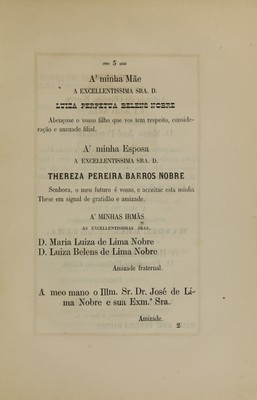 5
A' minha Mãe
A EXCELLENTISSIMA SRA. D.
LUIZA PERPETUA BELENS NOBRE
Abençoae o vosso filho que vos tem respeito, conside-
ração e amizade filial.
A' minha Esposa
A EXCELLENTISSIMA SRA. D.
THEREZA PEREIRA BARROS NOBRE
Senhora, o meu futuro é vosso, e acceitae esta minha
These em signal de gratidão e amizade.
A' MINHAS IRMÃS
AS EXCELLENTISSIMAS SRAS.
D. Maria Luiza de Lima Nobre
D. Luiza Belens de Lima Nobre
Amizade fraternal.
A meo mano o Illm. Sr. Dr. José de Li-
ma Nobre e sua Exm.ª Sra.
Amizade.
2